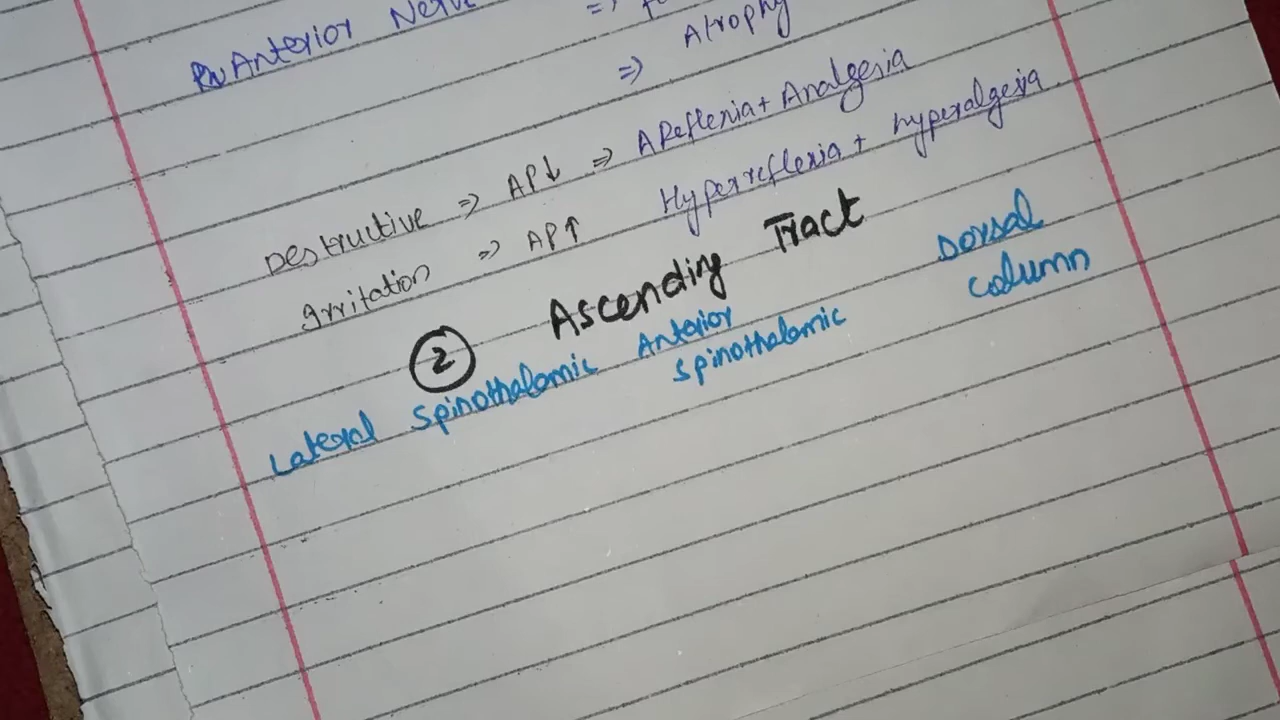 Anterior Nerve =>
=> Atrophy
Destructive => AP↓ => AReflexia + Analgesia
Irritation => AP↑ Hyperreflexia + hyperalgesia
② Ascending Tract
Lateral Spinothalamic Anterior Spinothalamic Dorsal column